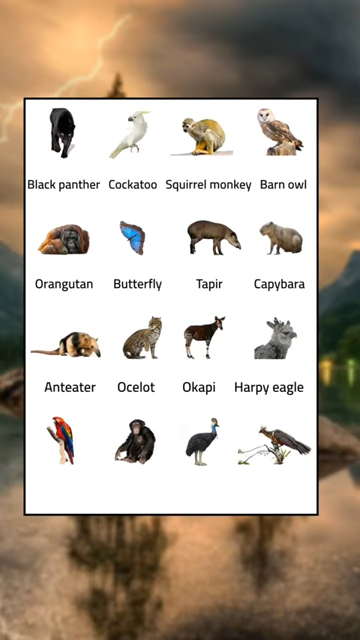 Black panther Cockatoo Squirrel monkey Barn owl
Orangutan Butterfly Tapir Capybara
Anteater Ocelot Okapi Harpy eagle